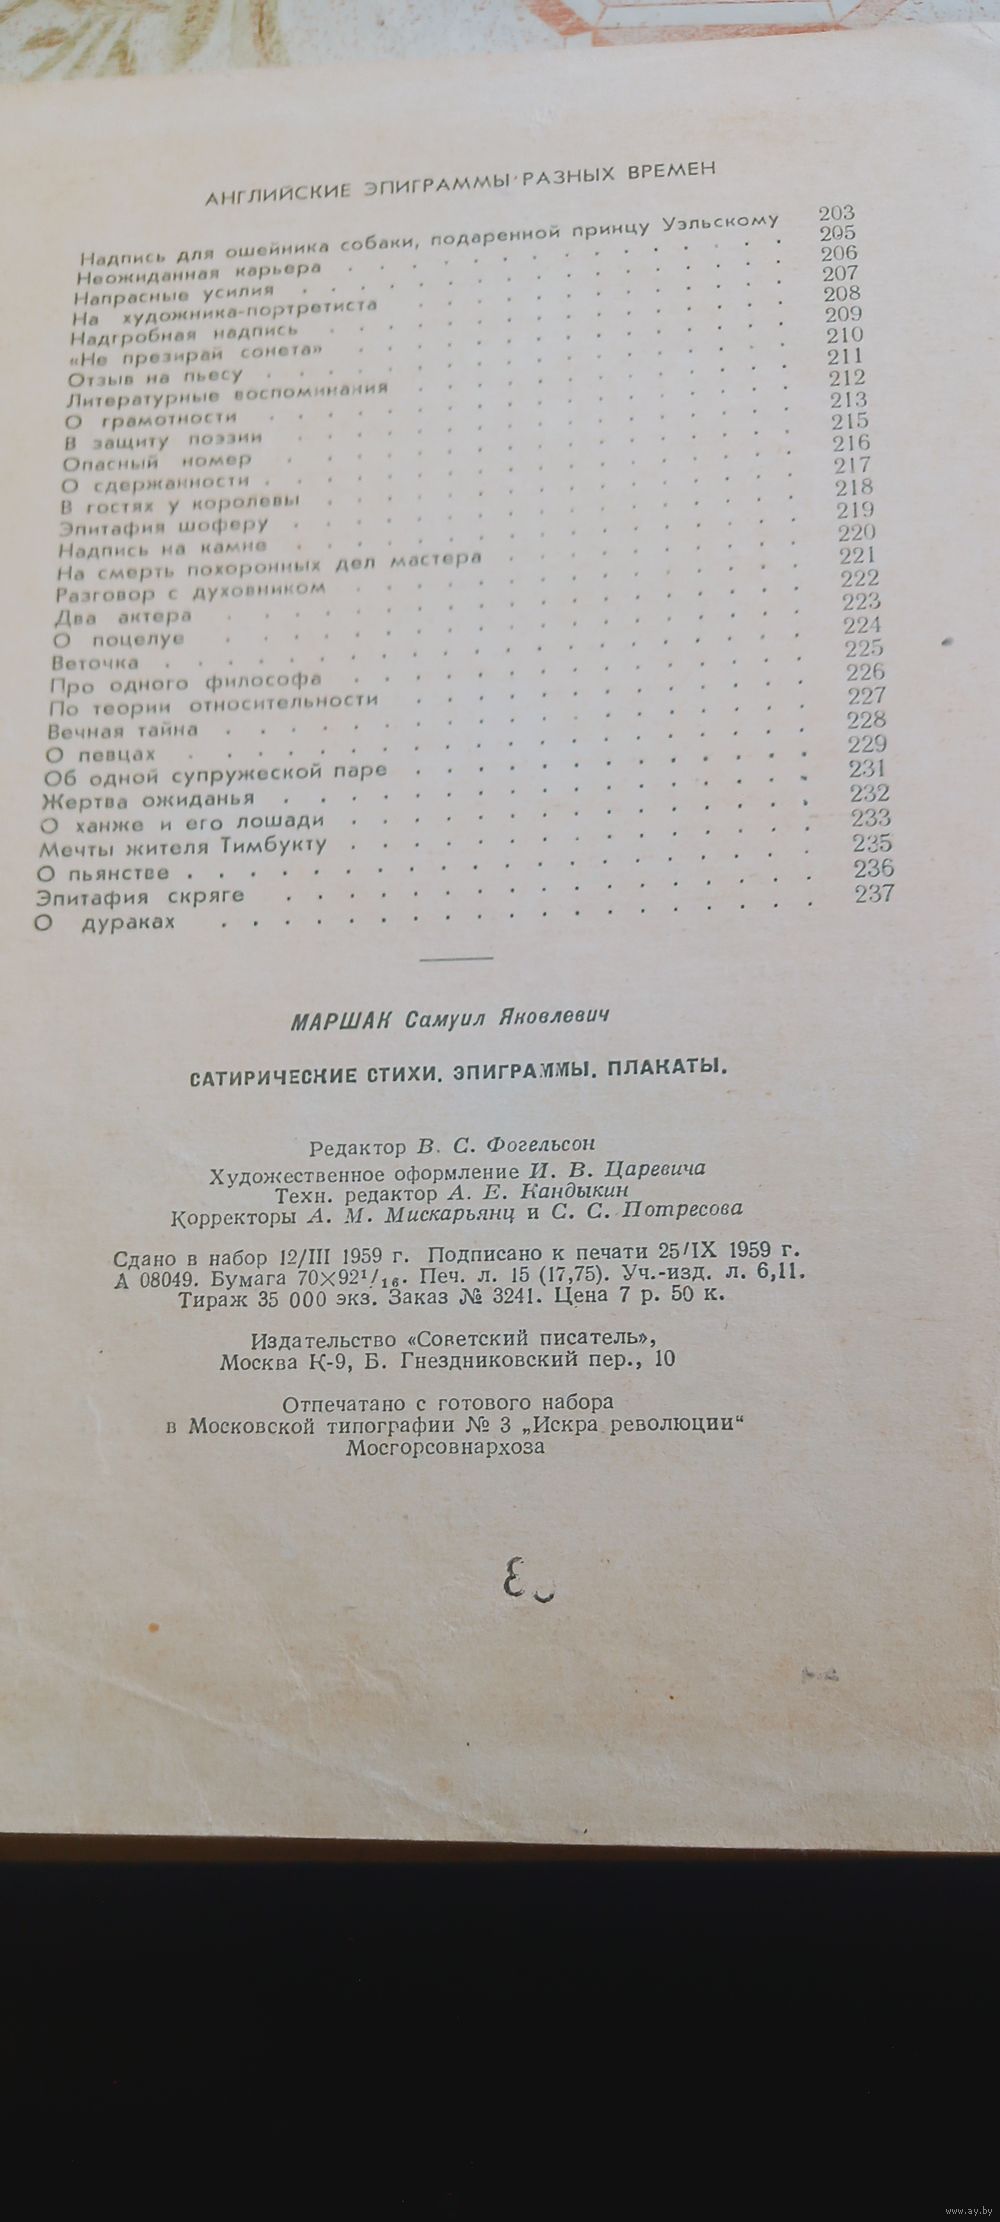 АНГЛИЙСКИЕ ЭПИГРАММЫ РАЗНЫХ ВРЕМЕН
Надпись для ошейника собаки, подаренной принцу Уэльскому 203
Неожиданная карьера . . . . . . . . . . . . 205
Напрасные усилия . . . . . . . . . . . . 206
На художника-портретиста . . . . . . . . . . 207
Надгробная надпись . . . . . . . . . . . . 208
«Не презирай сонета» . . . . . . . . . . . . 209
Отзыв на пьесу . . . . . . . . . . . . . 210
Литературные воспоминания . . . . . . . . . . 211
О грамотности . . . . . . . . . . . . . 212
В защиту поэзии . . . . . . . . . . . . . 213
Опасный номер . . . . . . . . . . . . . 215
О сдержанности . . . . . . . . . . . . . 216
В гостях у королевы . . . . . . . . . . . . 217
Эпитафия шоферу . . . . . . . . . . . . . 218
Надпись на камне . . . . . . . . . . . . . 219
На смерть похоронных дел мастера . . . . . . . . 220
Разговор с духовником . . . . . . . . . . . 221
Два актера . . . . . . . . . . . . . . 222
О поцелуе . . . . . . . . . . . . . . 223
Веточка . . . . . . . . . . . . . . . 224
Про одного философа . . . . . . . . . . . 225
По теории относительности . . . . . . . . . . 226
Вечная тайна . . . . . . . . . . . . . . 227
О певцах . . . . . . . . . . . . . . . 228
Об одной супружеской паре . . . . . . . . . . 229
Жертва ожиданья . . . . . . . . . . . . . 231
О ханже и его лошади . . . . . . . . . . . 232
Мечты жителя Тимбукту . . . . . . . . . . . 233
О пьянстве . . . . . . . . . . . . . . . 235
Эпитафия скряге . . . . . . . . . . . . . 236
О дураках . . . . . . . . . . . . . . . 237
МАРШАК Самуил Яковлевич
САТИРИЧЕСКИЕ СТИХИ. ЭПИГРАММЫ. ПЛАКАТЫ.
Редактор В. С. Фогельсон
Художественное оформление И. В. Царевича
Техн. редактор А. Е. Кандыкин
Корректоры А. М. Мискарьянц и С. С. Потресова
Сдано в набор 12/III 1959 г. Подписано к печати 25/IX 1959 г.
А 08049. Бумага 70×92¹/₁₆. Печ. л. 15 (17,75). Уч.-изд. л. 6,11.
Тираж 35 000 экз. Заказ № 3241. Цена 7 р. 50 к.
Издательство «Советский писатель»,
Москва К-9, Б. Гнездниковский пер., 10
Отпечатано с готового набора
в Московской типографии № 3 „Искра революции“
Мосгорсовнархоза
www.ay.by